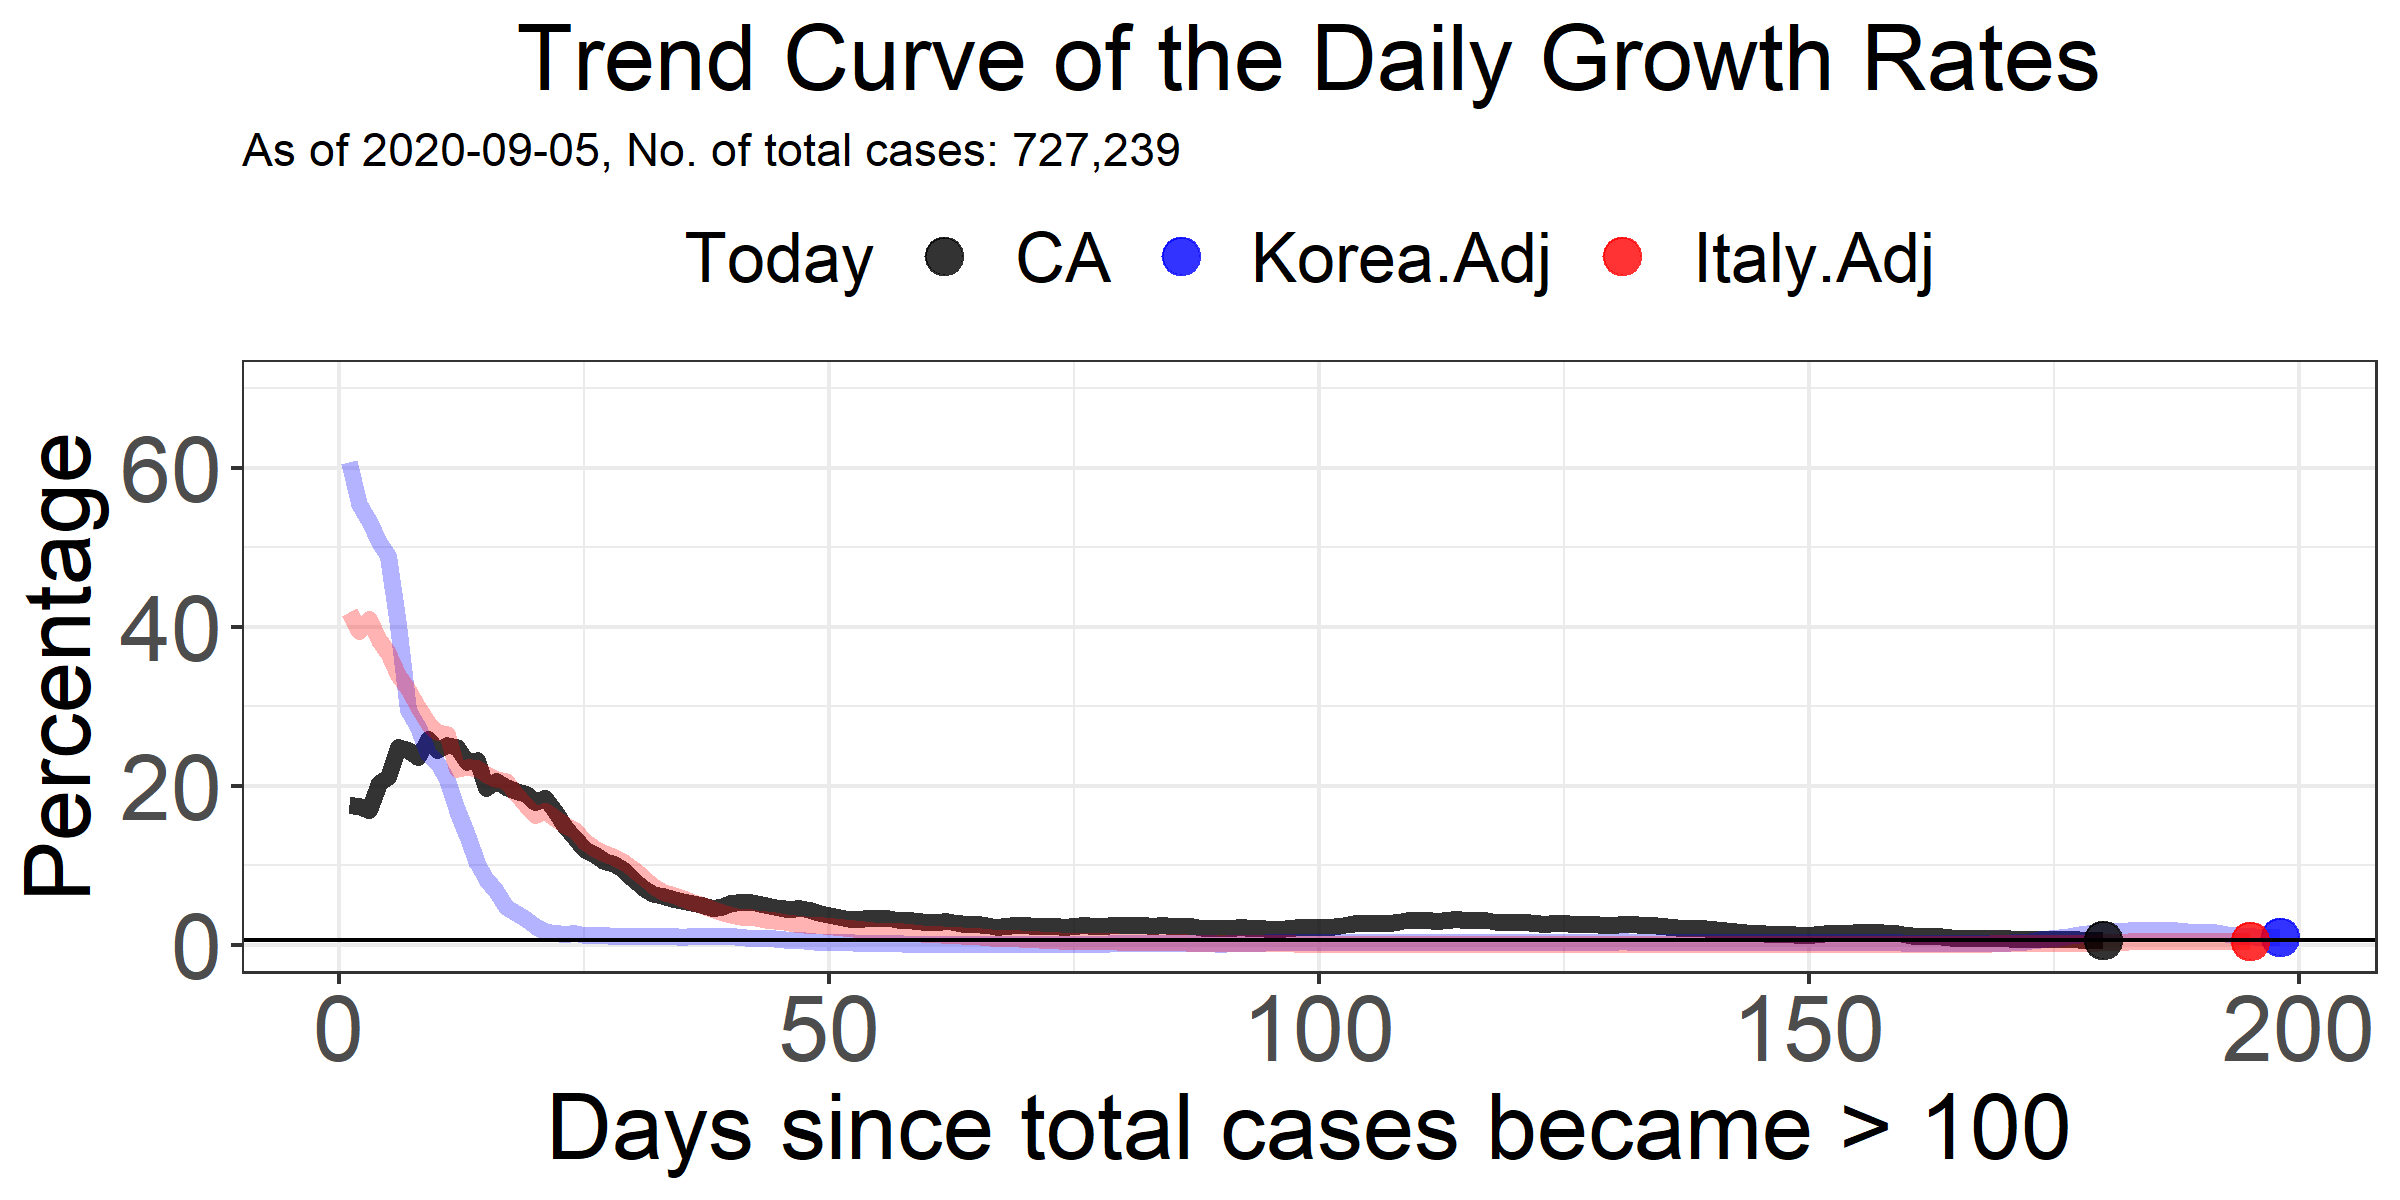 Trend Curve of the Daily Growth Rates
As of 2020-09-05, No. of total cases: 727,239
Today CA Korea.Adj Italy.Adj
Percentage
60
40
20
0
0 50 100 150 200
Days since total cases became > 100